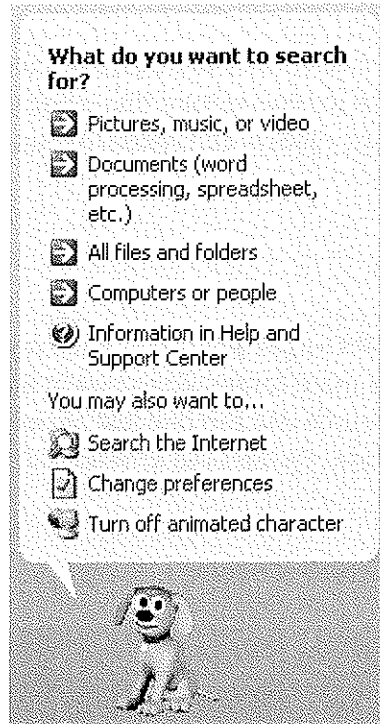 What do you want to search
for?
Pictures, music, or video
Documents (word
processing, spreadsheet,
etc.)
All files and folders
Computers or people
Information in Help and
Support Center
You may also want to...
Search the Internet
Change preferences
Turn off animated character